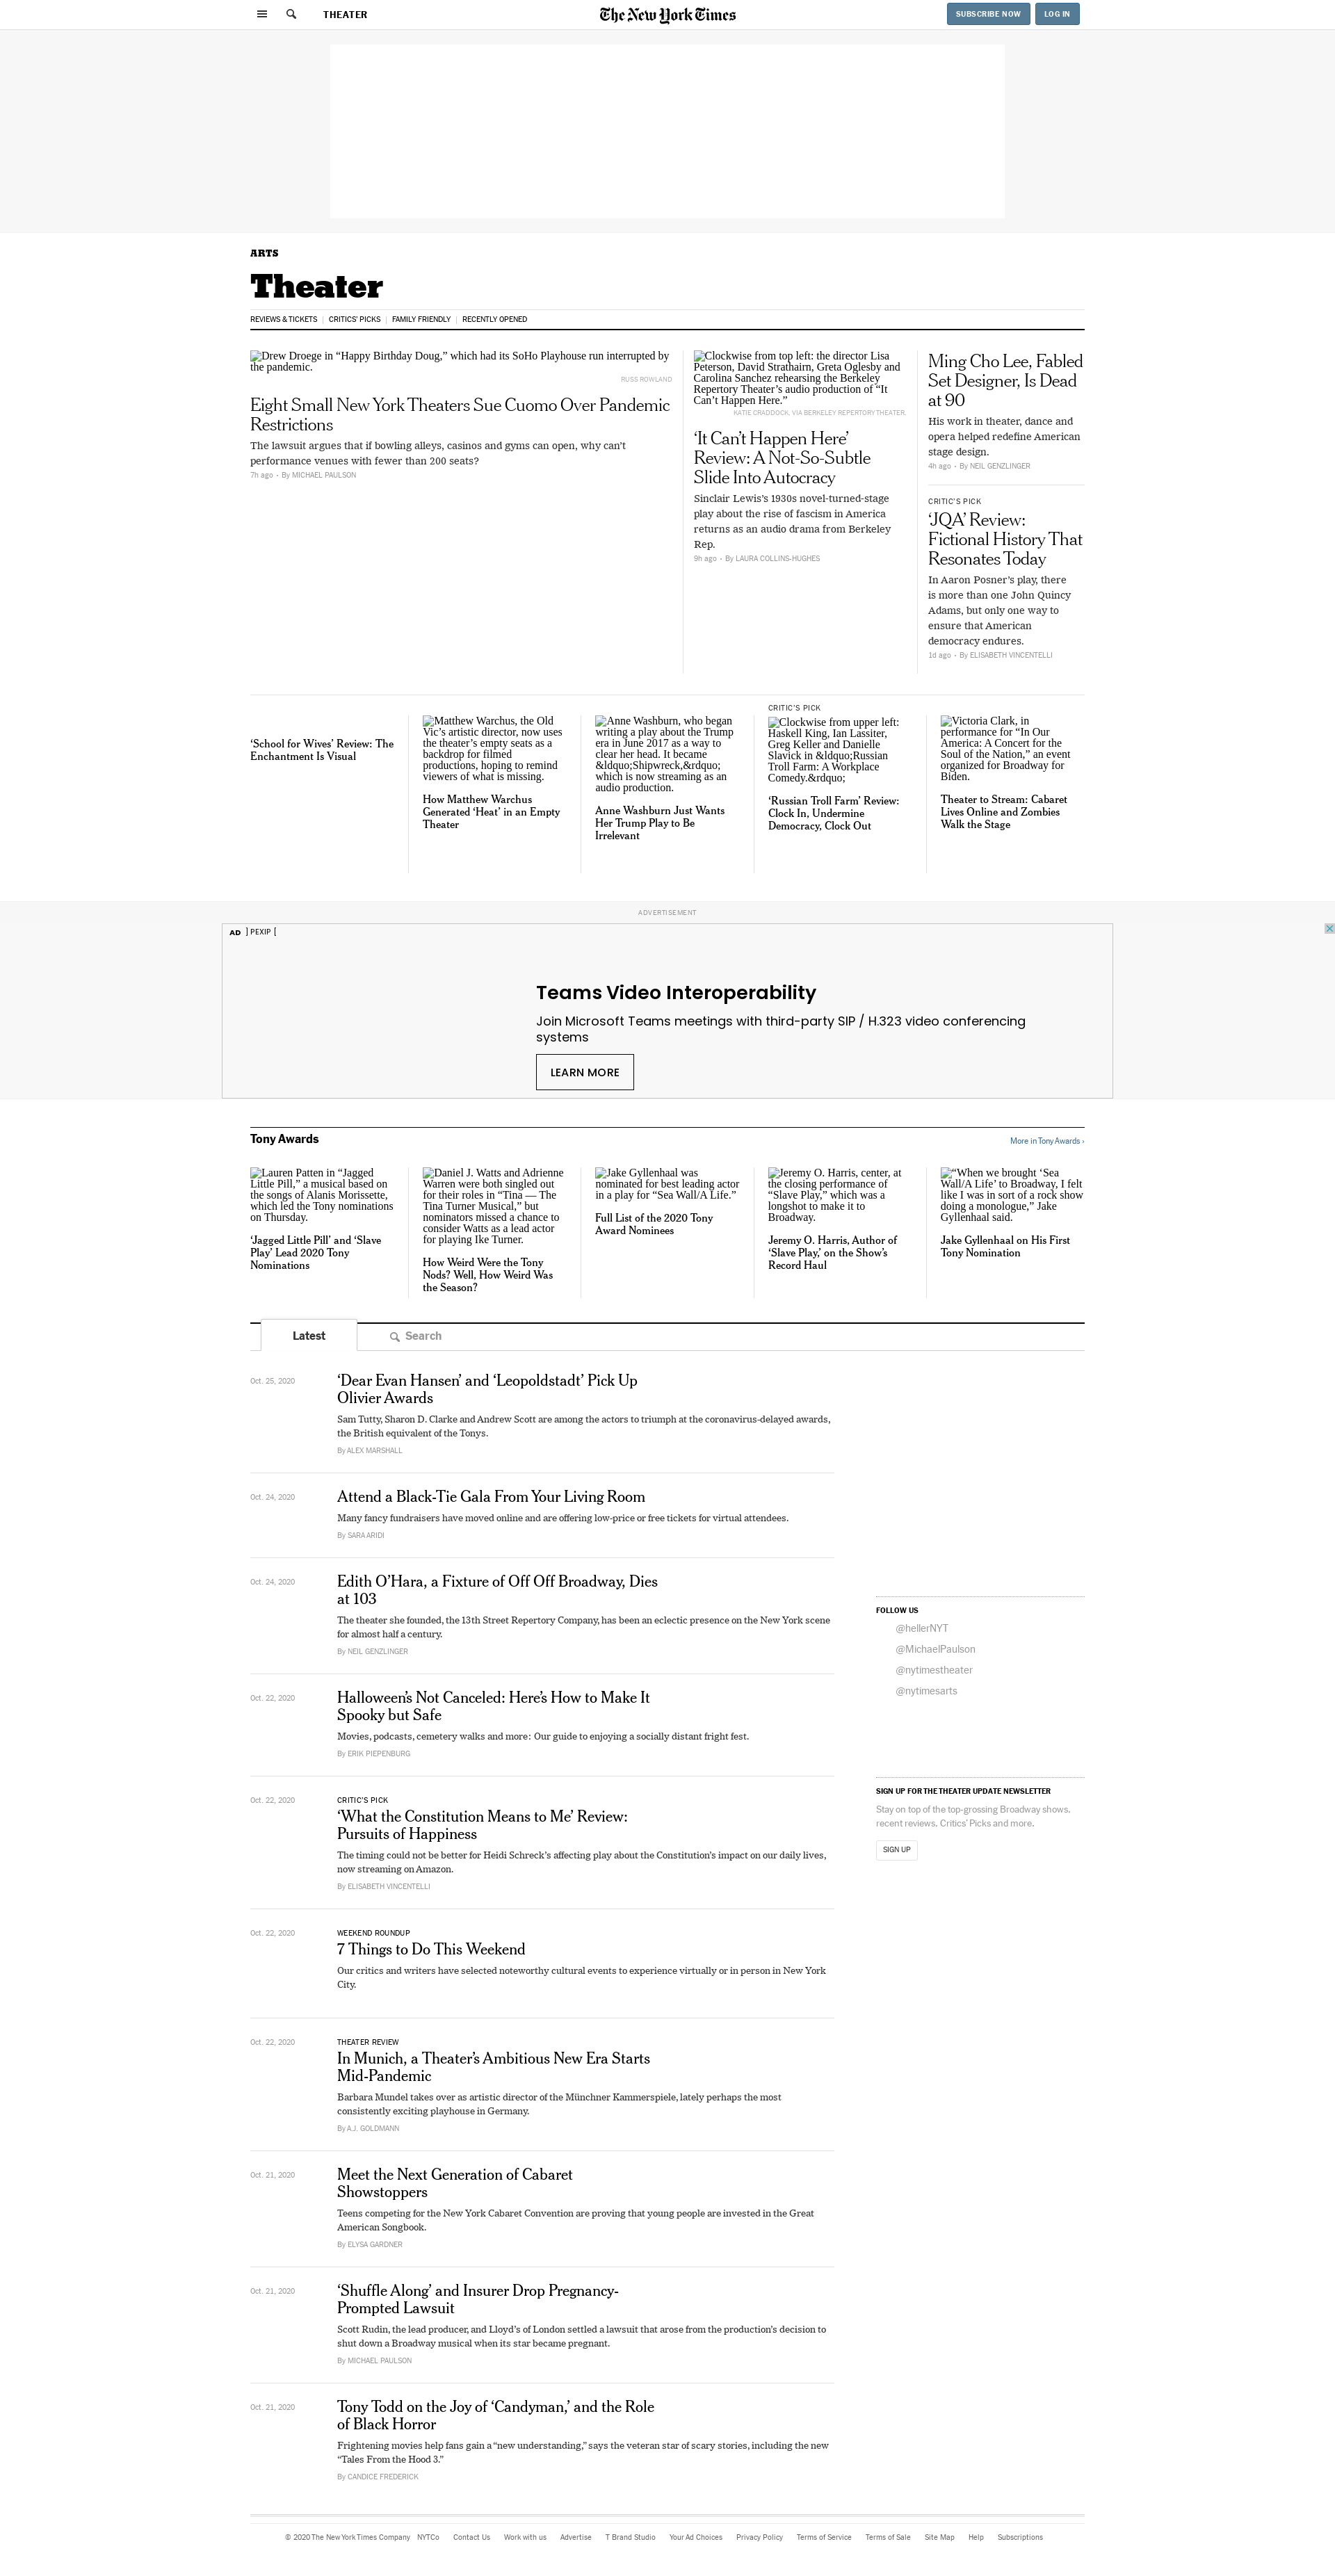 THEATER
The New York Times
SUBSCRIBE NOW
LOG IN
ARTS
Theater
REVIEWS & TICKETS
CRITICS' PICKS
FAMILY FRIENDLY
RECENTLY OPENED
Drew Droege in “Happy Birthday Doug,” which had its SoHo Playhouse run interrupted by
the pandemic.
RUSS ROWLAND
Eight Small New York Theaters Sue Cuomo Over Pandemic
Restrictions
The lawsuit argues that if bowling alleys, casinos and gyms can open, why can’t
performance venues with fewer than 200 seats?
7h ago • By MICHAEL PAULSON
Clockwise from top left: the director Lisa
Peterson, David Strathairn, Greta Oglesby and
Carolina Sanchez rehearsing the Berkeley
Repertory Theater’s audio production of “It
Can’t Happen Here.”
KATIE CRADDOCK, VIA BERKELEY REPERTORY THEATER.
‘It Can’t Happen Here’
Review: A Not-So-Subtle
Slide Into Autocracy
Sinclair Lewis’s 1930s novel-turned-stage
play about the rise of fascism in America
returns as an audio drama from Berkeley
Rep.
9h ago • By LAURA COLLINS-HUGHES
Ming Cho Lee, Fabled
Set Designer, Is Dead
at 90
His work in theater, dance and
opera helped redefine American
stage design.
4h ago • By NEIL GENZLINGER
CRITIC’S PICK
‘JQA’ Review:
Fictional History That
Resonates Today
In Aaron Posner’s play, there
is more than one John Quincy
Adams, but only one way to
ensure that American
democracy endures.
1d ago • By ELISABETH VINCENTELLI
‘School for Wives’ Review: The
Enchantment Is Visual
Matthew Warchus, the Old
Vic’s artistic director, now uses
the theater’s empty seats as a
backdrop for filmed
productions, hoping to remind
viewers of what is missing.
How Matthew Warchus
Generated ‘Heat’ in an Empty
Theater
Anne Washburn, who began
writing a play about the Trump
era in June 2017 as a way to
clear her head. It became
&ldquo;Shipwreck,&rdquo;
which is now streaming as an
audio production.
Anne Washburn Just Wants
Her Trump Play to Be
Irrelevant
CRITIC’S PICK
Clockwise from upper left:
Haskell King, Ian Lassiter,
Greg Keller and Danielle
Slavick in &ldquo;Russian
Troll Farm: A Workplace
Comedy.&rdquo;
‘Russian Troll Farm’ Review:
Clock In, Undermine
Democracy, Clock Out
Victoria Clark, in
performance for “In Our
America: A Concert for the
Soul of the Nation,” an event
organized for Broadway for
Biden.
Theater to Stream: Cabaret
Lives Online and Zombies
Walk the Stage
ADVERTISEMENT
AD ] PEXIP [
Teams Video Interoperability
Join Microsoft Teams meetings with third-party SIP / H.323 video conferencing
systems
LEARN MORE
Tony Awards
More in Tony Awards ›
Lauren Patten in “Jagged
Little Pill,” a musical based on
the songs of Alanis Morissette,
which led the Tony nominations
on Thursday.
‘Jagged Little Pill’ and ‘Slave
Play’ Lead 2020 Tony
Nominations
Daniel J. Watts and Adrienne
Warren were both singled out
for their roles in “Tina — The
Tina Turner Musical,” but
nominators missed a chance to
consider Watts as a lead actor
for playing Ike Turner.
How Weird Were the Tony
Nods? Well, How Weird Was
the Season?
Jake Gyllenhaal was
nominated for best leading actor
in a play for “Sea Wall/A Life.”
Full List of the 2020 Tony
Award Nominees
Jeremy O. Harris, center, at
the closing performance of
“Slave Play,” which was a
longshot to make it to
Broadway.
Jeremy O. Harris, Author of
‘Slave Play,’ on the Show’s
Record Haul
“When we brought ‘Sea
Wall/A Life’ to Broadway, I felt
like I was in sort of a rock show
doing a monologue,” Jake
Gyllenhaal said.
Jake Gyllenhaal on His First
Tony Nomination
Latest
Search
Oct. 25, 2020
‘Dear Evan Hansen’ and ‘Leopoldstadt’ Pick Up
Olivier Awards
Sam Tutty, Sharon D. Clarke and Andrew Scott are among the actors to triumph at the coronavirus-delayed awards,
the British equivalent of the Tonys.
By ALEX MARSHALL
Oct. 24, 2020
Attend a Black-Tie Gala From Your Living Room
Many fancy fundraisers have moved online and are offering low-price or free tickets for virtual attendees.
By SARA ARIDI
Oct. 24, 2020
Edith O’Hara, a Fixture of Off Off Broadway, Dies
at 103
The theater she founded, the 13th Street Repertory Company, has been an eclectic presence on the New York scene
for almost half a century.
By NEIL GENZLINGER
Oct. 22, 2020
Halloween’s Not Canceled: Here’s How to Make It
Spooky but Safe
Movies, podcasts, cemetery walks and more: Our guide to enjoying a socially distant fright fest.
By ERIK PIEPENBURG
Oct. 22, 2020
CRITIC’S PICK
‘What the Constitution Means to Me’ Review:
Pursuits of Happiness
The timing could not be better for Heidi Schreck’s affecting play about the Constitution’s impact on our daily lives,
now streaming on Amazon.
By ELISABETH VINCENTELLI
Oct. 22, 2020
WEEKEND ROUNDUP
7 Things to Do This Weekend
Our critics and writers have selected noteworthy cultural events to experience virtually or in person in New York
City.
Oct. 22, 2020
THEATER REVIEW
In Munich, a Theater’s Ambitious New Era Starts
Mid-Pandemic
Barbara Mundel takes over as artistic director of the Münchner Kammerspiele, lately perhaps the most
consistently exciting playhouse in Germany.
By A.J. GOLDMANN
Oct. 21, 2020
Meet the Next Generation of Cabaret
Showstoppers
Teens competing for the New York Cabaret Convention are proving that young people are invested in the Great
American Songbook.
By ELYSA GARDNER
Oct. 21, 2020
‘Shuffle Along’ and Insurer Drop Pregnancy-
Prompted Lawsuit
Scott Rudin, the lead producer, and Lloyd’s of London settled a lawsuit that arose from the production’s decision to
shut down a Broadway musical when its star became pregnant.
By MICHAEL PAULSON
Oct. 21, 2020
Tony Todd on the Joy of ‘Candyman,’ and the Role
of Black Horror
Frightening movies help fans gain a “new understanding,” says the veteran star of scary stories, including the new
“Tales From the Hood 3.”
By CANDICE FREDERICK
FOLLOW US
@hellerNYT
@MichaelPaulson
@nytimestheater
@nytimesarts
SIGN UP FOR THE THEATER UPDATE NEWSLETTER
Stay on top of the top-grossing Broadway shows,
recent reviews, Critics’ Picks and more.
SIGN UP
© 2020 The New York Times Company NYTCo Contact Us Work with us Advertise T Brand Studio Your Ad Choices Privacy Policy Terms of Service Terms of Sale Site Map Help Subscriptions